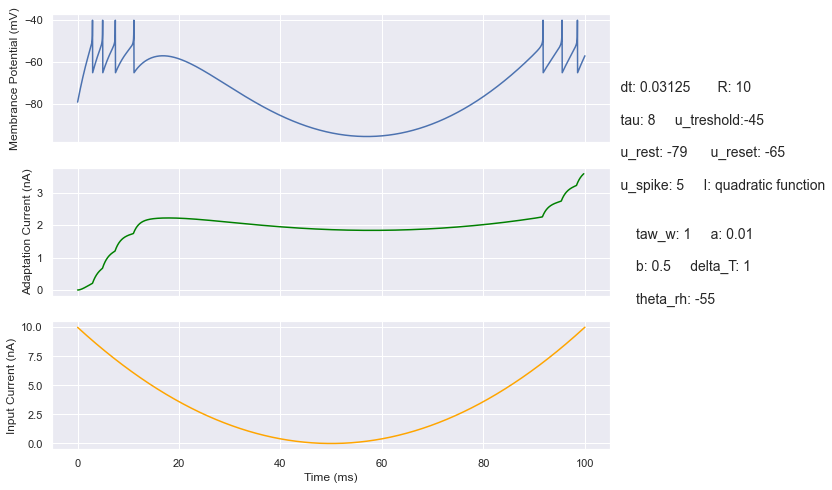 Membrance Potential (mV)
−40
−60
−80
Adaptation Current (nA)
3
2
1
0
Input Current (nA)
10.0
7.5
5.0
2.5
0.0
0 20 40 60 80 100
Time (ms)
dt: 0.03125 R: 10
tau: 8 u_treshold:-45
u_rest: -79 u_reset: -65
u_spike: 5 I: quadratic function
taw_w: 1 a: 0.01
b: 0.5 delta_T: 1
theta_rh: -55